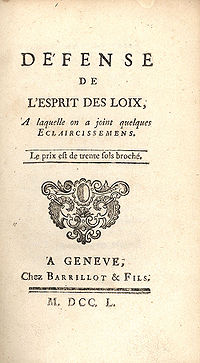 DÉFENSE
DE
L'ESPRIT DES LOIX,
A laquelle on a joint quelques
ECLAIRCISSEMENS.
Le prix est de trente sols broché.
A GENEVE,
Chez BARRILLOT & FILS.
M. DCC. L.